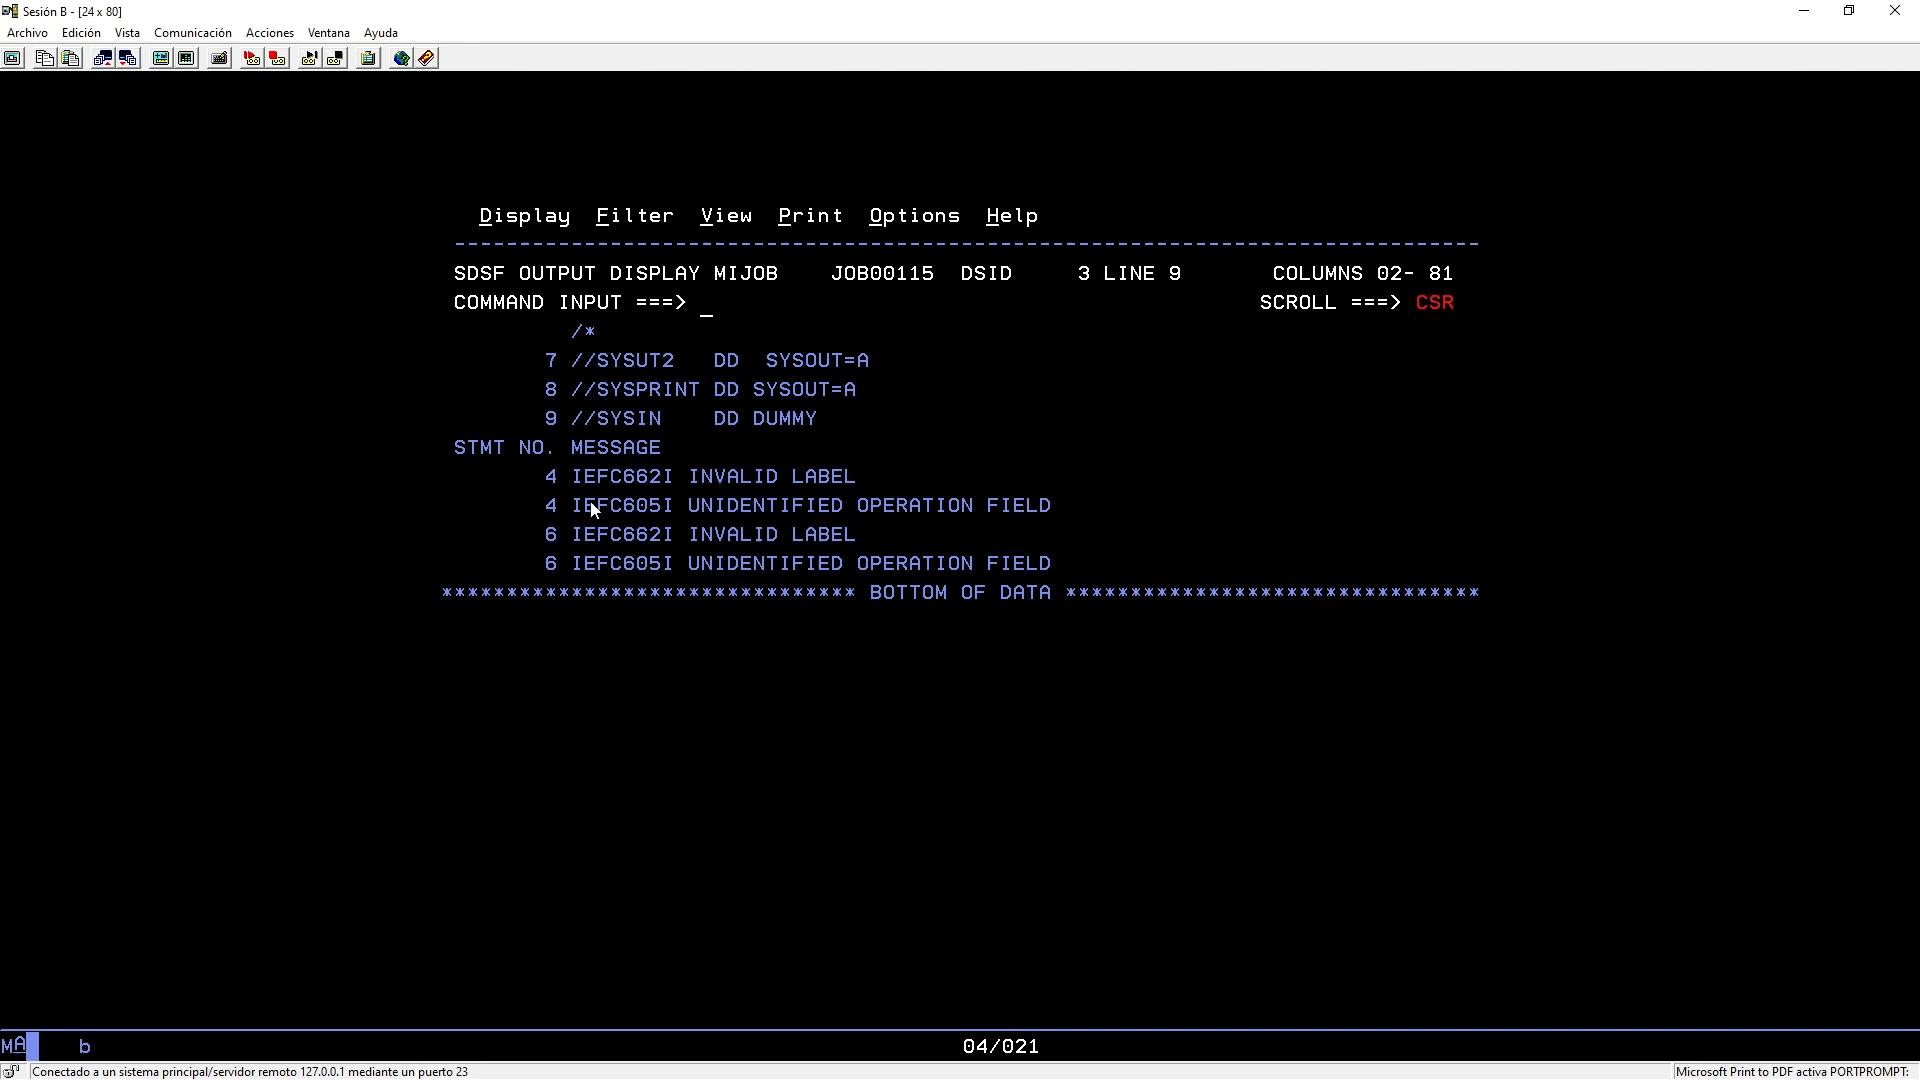 Sesión B - [24 x 80]
Archivo Edición Vista Comunicación Acciones Ventana Ayuda
Display Filter View Print Options Help
--------------------------------------------------------------------------------
SDSF OUTPUT DISPLAY MIJOB JOB00115 DSID 3 LINE 9 COLUMNS 02- 81
COMMAND INPUT ===> _ SCROLL ===> CSR
/*
7 //SYSUT2 DD SYSOUT=A
8 //SYSPRINT DD SYSOUT=A
9 //SYSIN DD DUMMY
STMT NO. MESSAGE
4 IEFC662I INVALID LABEL
4 IEFC605I UNIDENTIFIED OPERATION FIELD
6 IEFC662I INVALID LABEL
6 IEFC605I UNIDENTIFIED OPERATION FIELD
******************************** BOTTOM OF DATA ********************************
MA b 04/021
Conectado a un sistema principal/servidor remoto 127.0.0.1 mediante un puerto 23 Microsoft Print to PDF activa PORTPROMPT: